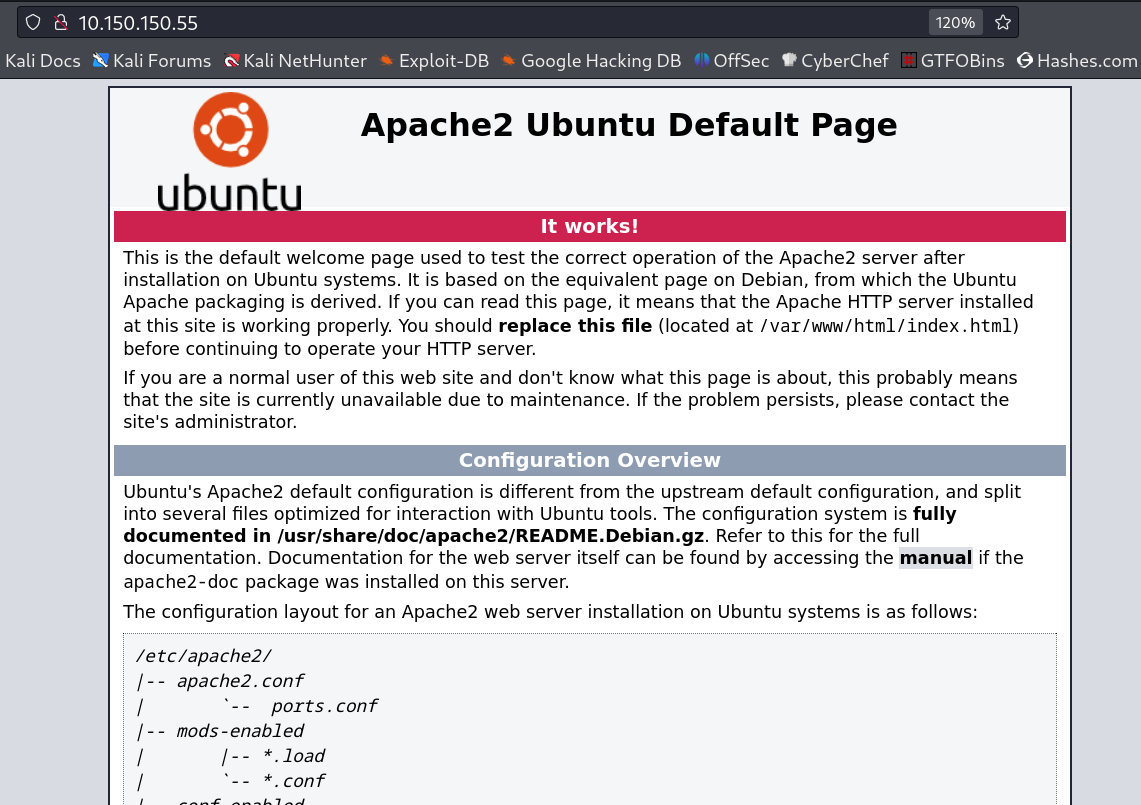 10.150.150.55 120%
Kali Docs Kali Forums Kali NetHunter Exploit-DB Google Hacking DB OffSec CyberChef GTFOBins Hashes.com
ubuntu
Apache2 Ubuntu Default Page
It works!
This is the default welcome page used to test the correct operation of the Apache2 server after
installation on Ubuntu systems. It is based on the equivalent page on Debian, from which the Ubuntu
Apache packaging is derived. If you can read this page, it means that the Apache HTTP server installed
at this site is working properly. You should replace this file (located at /var/www/html/index.html)
before continuing to operate your HTTP server.
If you are a normal user of this web site and don't know what this page is about, this probably means
that the site is currently unavailable due to maintenance. If the problem persists, please contact the
site's administrator.
Configuration Overview
Ubuntu's Apache2 default configuration is different from the upstream default configuration, and split
into several files optimized for interaction with Ubuntu tools. The configuration system is fully
documented in /usr/share/doc/apache2/README.Debian.gz. Refer to this for the full
documentation. Documentation for the web server itself can be found by accessing the manual if the
apache2-doc package was installed on this server.
The configuration layout for an Apache2 web server installation on Ubuntu systems is as follows:
/etc/apache2/
|-- apache2.conf
|       `--  ports.conf
|-- mods-enabled
|       |-- *.load
|       `-- *.conf
|-- conf-enabled